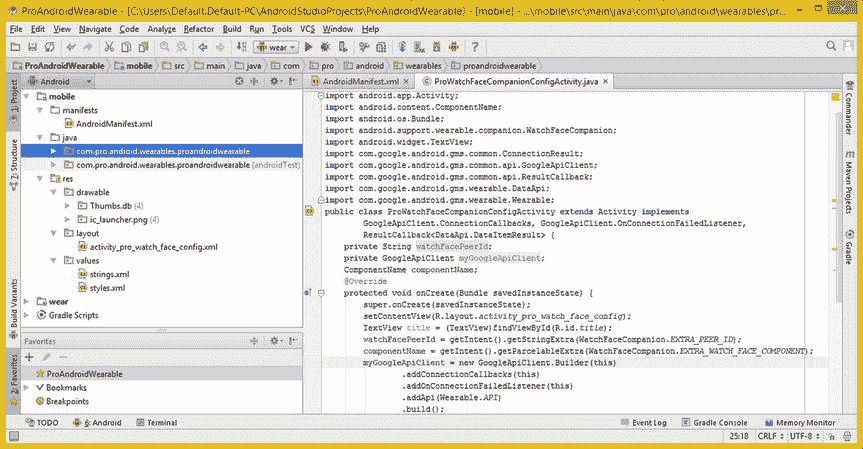 ProAndroidWearable - [C:\Users\Default.Default-PC\AndroidStudioProjects\ProAndroidWearable] - [mobile] - ...\mobile\src\main\java\com\pro\android\wearables\pr...
File Edit View Navigate Code Analyze Refactor Build Run Tools VCS Window Help
wear
ProAndroidWearable mobile src main java com pro android wearables proandroidwearable
Android
AndroidManifest.xml ProWatchFaceCompanionConfigActivity.java
1: Project
7: Structure
Build Variants
2: Favorites
mobile
manifests
AndroidManifest.xml
java
com.pro.android.wearables.proandroidwearable
com.pro.android.wearables.proandroidwearable (androidTest)
res
drawable
Thumbs.db (4)
ic_launcher.png (4)
layout
activity_pro_watch_face_config.xml
values
strings.xml
styles.xml
wear
Gradle Scripts
Favorites
ProAndroidWearable
Bookmarks
Breakpoints
import android.app.Activity;
import android.content.ComponentName;
import android.os.Bundle;
import android.support.wearable.companion.WatchFaceCompanion;
import android.widget.TextView;
import com.google.android.gms.common.ConnectionResult;
import com.google.android.gms.common.api.GoogleApiClient;
import com.google.android.gms.common.api.ResultCallback;
import com.google.android.gms.wearable.DataApi;
import com.google.android.gms.wearable.Wearable;
public class ProWatchFaceCompanionConfigActivity extends Activity implements
GoogleApiClient.ConnectionCallbacks, GoogleApiClient.OnConnectionFailedListener,
ResultCallback<DataApi.DataItemResult> {
private String watchFacePeerId;
private GoogleApiClient myGoogleApiClient;
ComponentName componentName;
@Override
protected void onCreate(Bundle savedInstanceState) {
super.onCreate(savedInstanceState);
setContentView(R.layout.activity_pro_watch_face_config);
TextView title = (TextView)findViewById(R.id.title);
watchFacePeerId = getIntent().getStringExtra(WatchFaceCompanion.EXTRA_PEER_ID);
componentName = getIntent().getParcelableExtra(WatchFaceCompanion.EXTRA_WATCH_FACE_COMPONENT);
myGoogleApiClient = new GoogleApiClient.Builder(this)
.addConnectionCallbacks(this)
.addOnConnectionFailedListener(this)
.addApi(Wearable.API)
.build();
Commander
Maven Projects
Gradle
TODO 6: Android Terminal Event Log Gradle Console Memory Monitor
25:18 CRLF UTF-8